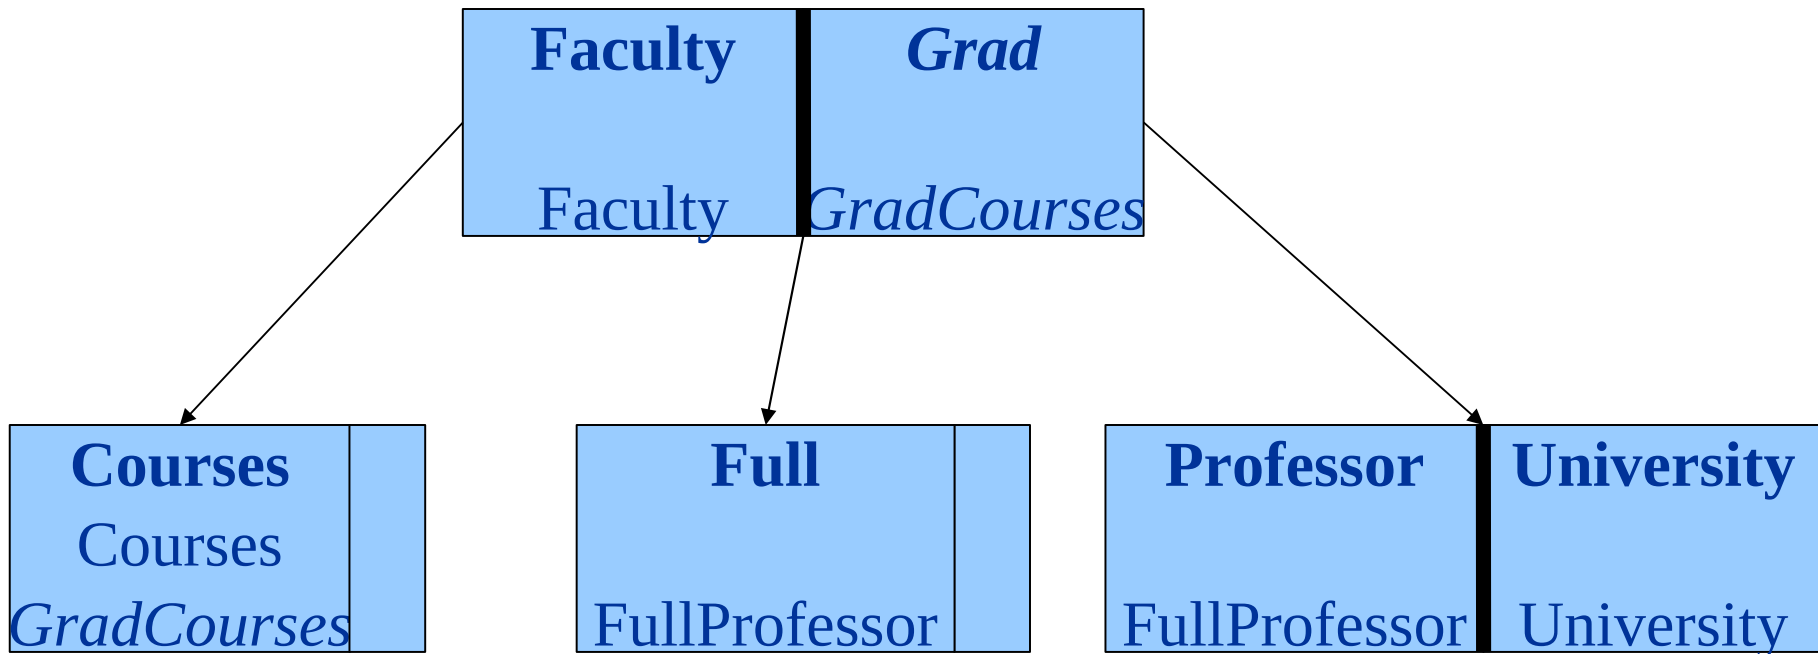 Faculty
Faculty
Grad
GradCourses
Courses
Courses
GradCourses
Full
FullProfessor
Professor
FullProfessor
University
University